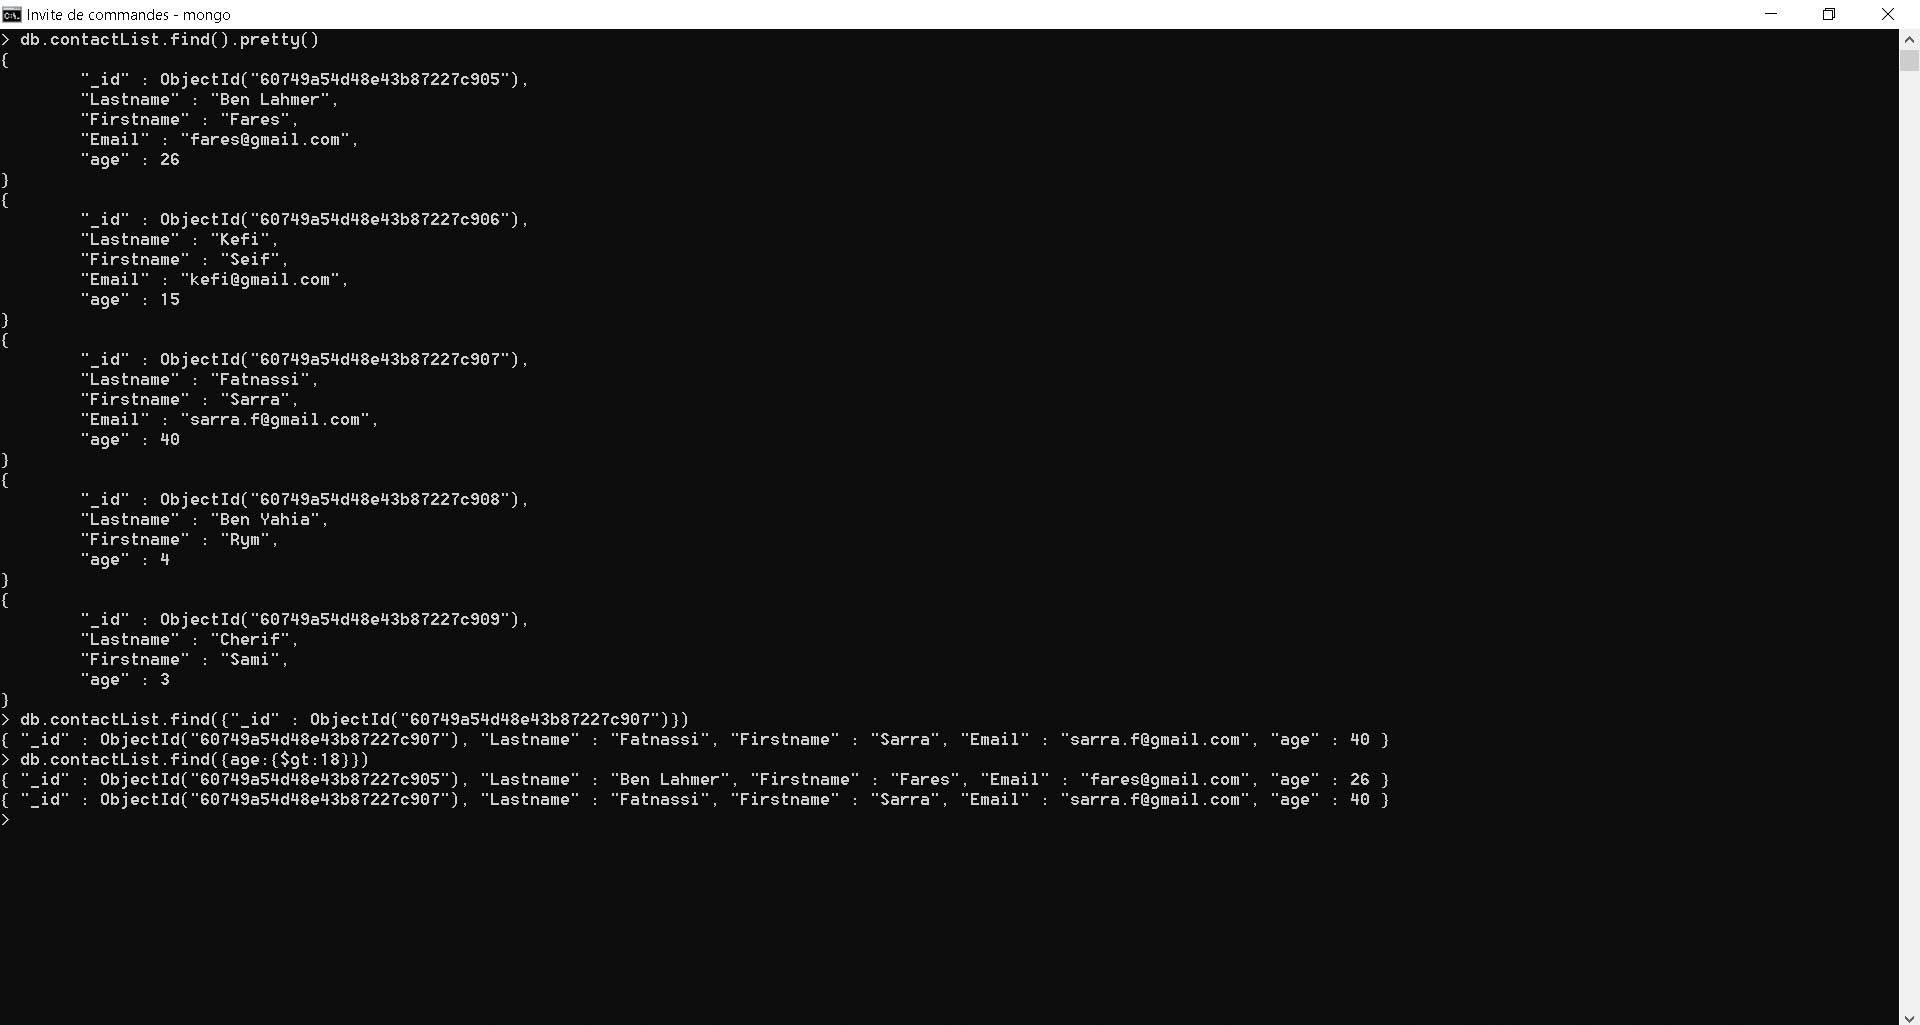 Invite de commandes - mongo
> db.contactList.find().pretty()
{
        "_id" : ObjectId("60749a54d48e43b87227c905"),
        "Lastname" : "Ben Lahmer",
        "Firstname" : "Fares",
        "Email" : "fares@gmail.com",
        "age" : 26
}
{
        "_id" : ObjectId("60749a54d48e43b87227c906"),
        "Lastname" : "Kefi",
        "Firstname" : "Seif",
        "Email" : "kefi@gmail.com",
        "age" : 15
}
{
        "_id" : ObjectId("60749a54d48e43b87227c907"),
        "Lastname" : "Fatnassi",
        "Firstname" : "Sarra",
        "Email" : "sarra.f@gmail.com",
        "age" : 40
}
{
        "_id" : ObjectId("60749a54d48e43b87227c908"),
        "Lastname" : "Ben Yahia",
        "Firstname" : "Rym",
        "age" : 4
}
{
        "_id" : ObjectId("60749a54d48e43b87227c909"),
        "Lastname" : "Cherif",
        "Firstname" : "Sami",
        "age" : 3
}
> db.contactList.find({"_id" : ObjectId("60749a54d48e43b87227c907")})
{ "_id" : ObjectId("60749a54d48e43b87227c907"), "Lastname" : "Fatnassi", "Firstname" : "Sarra", "Email" : "sarra.f@gmail.com", "age" : 40 }
> db.contactList.find({age:{$gt:18}})
{ "_id" : ObjectId("60749a54d48e43b87227c905"), "Lastname" : "Ben Lahmer", "Firstname" : "Fares", "Email" : "fares@gmail.com", "age" : 26 }
{ "_id" : ObjectId("60749a54d48e43b87227c907"), "Lastname" : "Fatnassi", "Firstname" : "Sarra", "Email" : "sarra.f@gmail.com", "age" : 40 }
>